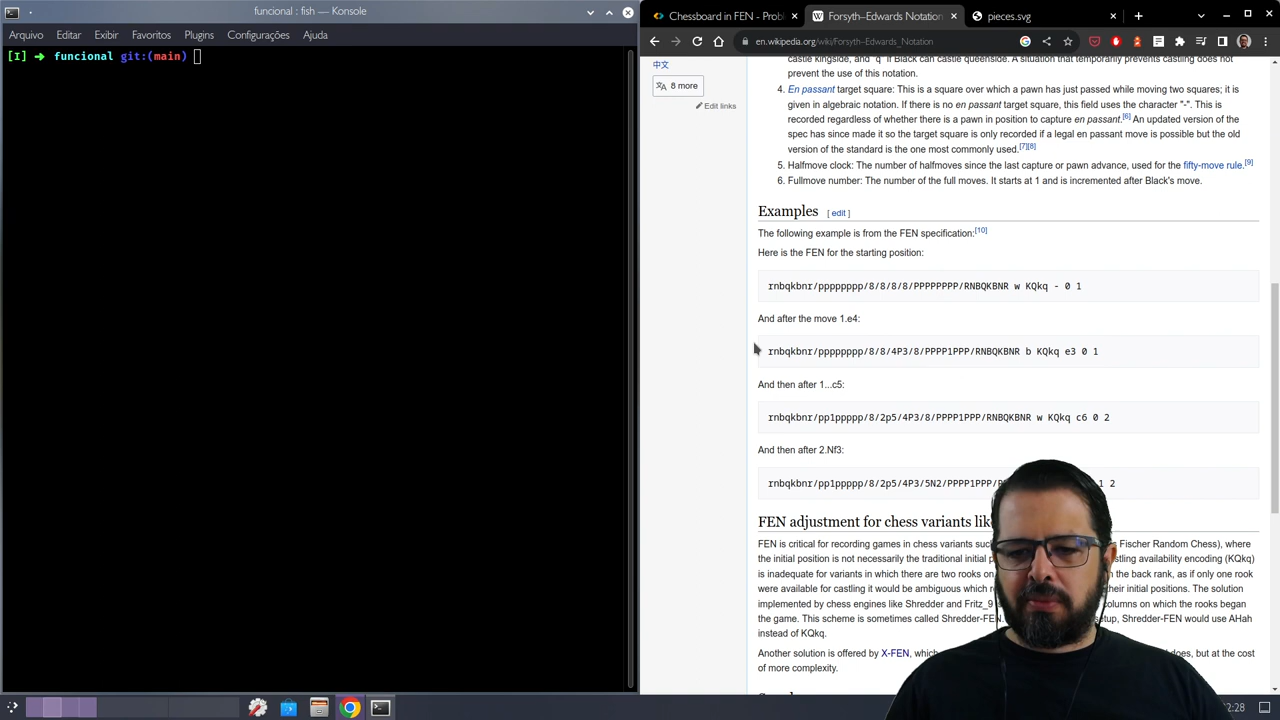 funcional : fish — Konsole
Arquivo Editar Exibir Favoritos Plugins Configurações Ajuda
[I] ➜ funcional git:(main)
Chessboard in FEN - Prob
Forsyth–Edwards Notation
pieces.svg
en.wikipedia.org/wiki/Forsyth–Edwards_Notation
中文
8 more
Edit links
castle kingside, and "q" if Black can castle queenside. A situation that temporarily prevents castling does not
prevent the use of this notation.
4. En passant target square: This is a square over which a pawn has just passed while moving two squares; it is
given in algebraic notation. If there is no en passant target square, this field uses the character "-". This is
recorded regardless of whether there is a pawn in position to capture en passant.[6] An updated version of the
spec has since made it so the target square is only recorded if a legal en passant move is possible but the old
version of the standard is the one most commonly used.[7][8]
5. Halfmove clock: The number of halfmoves since the last capture or pawn advance, used for the fifty-move rule.[9]
6. Fullmove number: The number of the full moves. It starts at 1 and is incremented after Black's move.
Examples [ edit ]
The following example is from the FEN specification:[10]
Here is the FEN for the starting position:
rnbqkbnr/pppppppp/8/8/8/8/PPPPPPPP/RNBQKBNR w KQkq - 0 1
And after the move 1.e4:
rnbqkbnr/pppppppp/8/8/4P3/8/PPPP1PPP/RNBQKBNR b KQkq e3 0 1
And then after 1...c5:
rnbqkbnr/pp1ppppp/8/2p5/4P3/8/PPPP1PPP/RNBQKBNR w KQkq c6 0 2
And then after 2.Nf3:
rnbqkbnr/pp1ppppp/8/2p5/4P3/5N2/PPPP1PPP/ 1 2
FEN adjustment for chess variants
FEN is critical for recording games in chess variants Fischer Random Chess), where
the initial position is not necessarily the traditional initial availability encoding (KQkq)
is inadequate for variants in which there are two rooks on the back rank, as if only one rook
were available for castling it would be ambiguous which their initial positions. The solution
implemented by chess engines like Shredder and Fritz_9 columns on which the rooks began
the game. This scheme is sometimes called Shredder-FEN. Shredder-FEN would use AHah
instead of KQkq.
Another solution is offered by X-FEN, does, but at the cost
of more complexity.
2:28